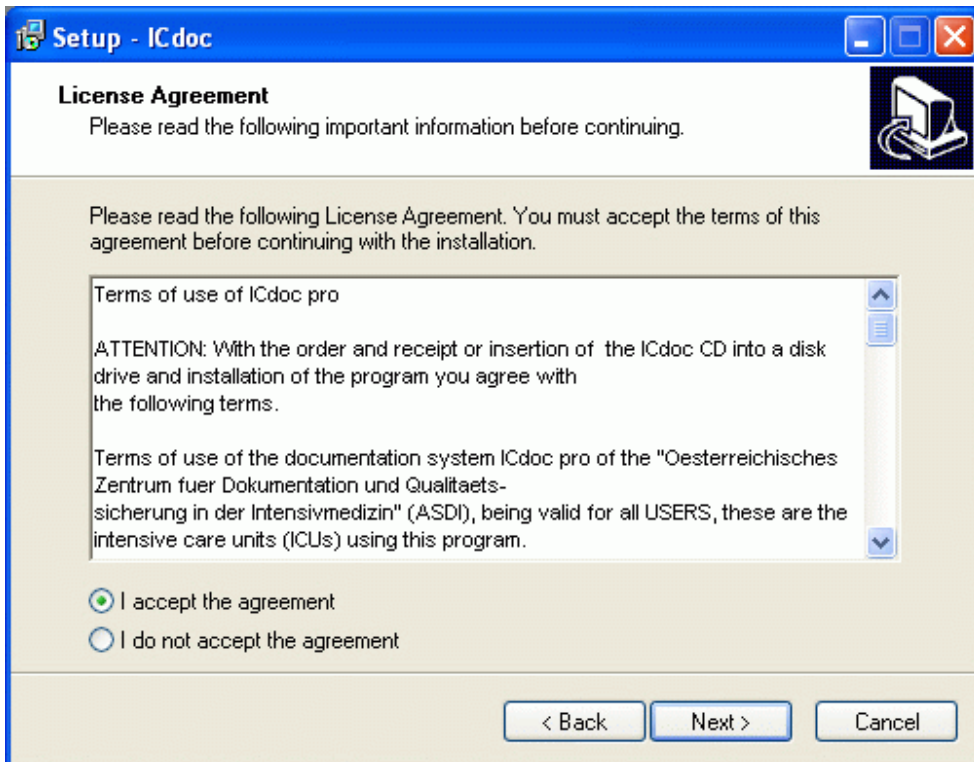 Setup - ICdoc
License Agreement
Please read the following important information before continuing.
Please read the following License Agreement. You must accept the terms of this
agreement before continuing with the installation.
Terms of use of ICdoc pro
ATTENTION: With the order and receipt or insertion of  the ICdoc CD into a disk
drive and installation of the program you agree with
the following terms.
Terms of use of the documentation system ICdoc pro of the "Oesterreichisches
Zentrum fuer Dokumentation und Qualitaets-
sicherung in der Intensivmedizin" (ASDI), being valid for all USERS, these are the
intensive care units (ICUs) using this program.
I accept the agreement
I do not accept the agreement
< Back
Next >
Cancel